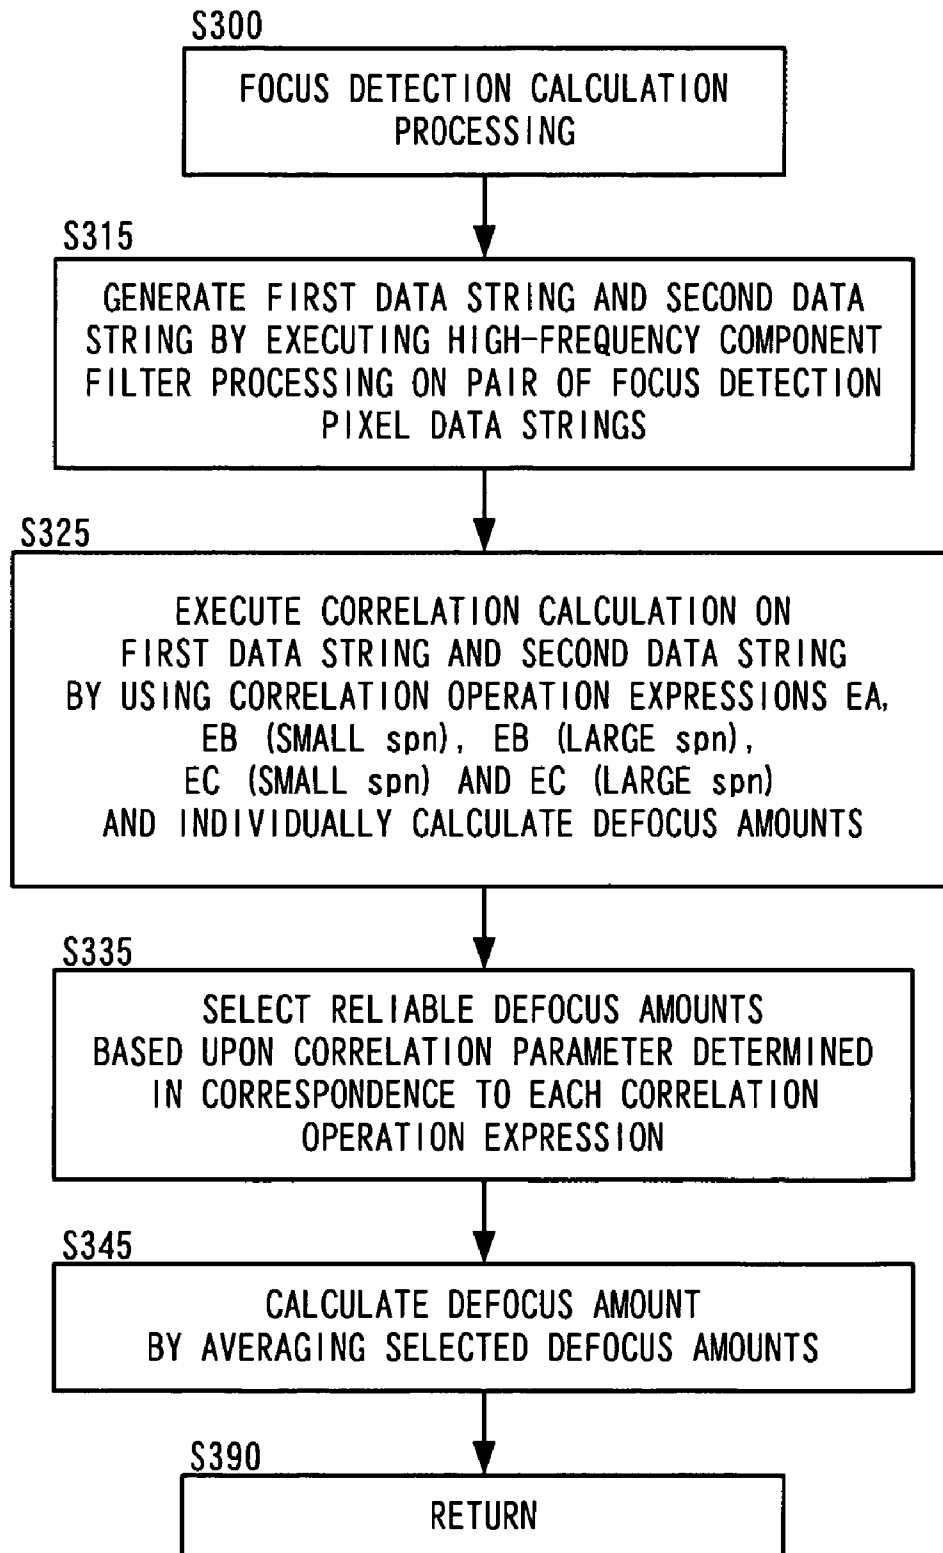 S300
FOCUS DETECTION CALCULATION
PROCESSING
S315
GENERATE FIRST DATA STRING AND SECOND DATA
STRING BY EXECUTING HIGH-FREQUENCY COMPONENT
FILTER PROCESSING ON PAIR OF FOCUS DETECTION
PIXEL DATA STRINGS
S325
EXECUTE CORRELATION CALCULATION ON
FIRST DATA STRING AND SECOND DATA STRING
BY USING CORRELATION OPERATION EXPRESSIONS EA,
EB (SMALL spn), EB (LARGE spn),
EC (SMALL spn) AND EC (LARGE spn)
AND INDIVIDUALLY CALCULATE DEFOCUS AMOUNTS
S335
SELECT RELIABLE DEFOCUS AMOUNTS
BASED UPON CORRELATION PARAMETER DETERMINED
IN CORRESPONDENCE TO EACH CORRELATION
OPERATION EXPRESSION
S345
CALCULATE DEFOCUS AMOUNT
BY AVERAGING SELECTED DEFOCUS AMOUNTS
S390
RETURN